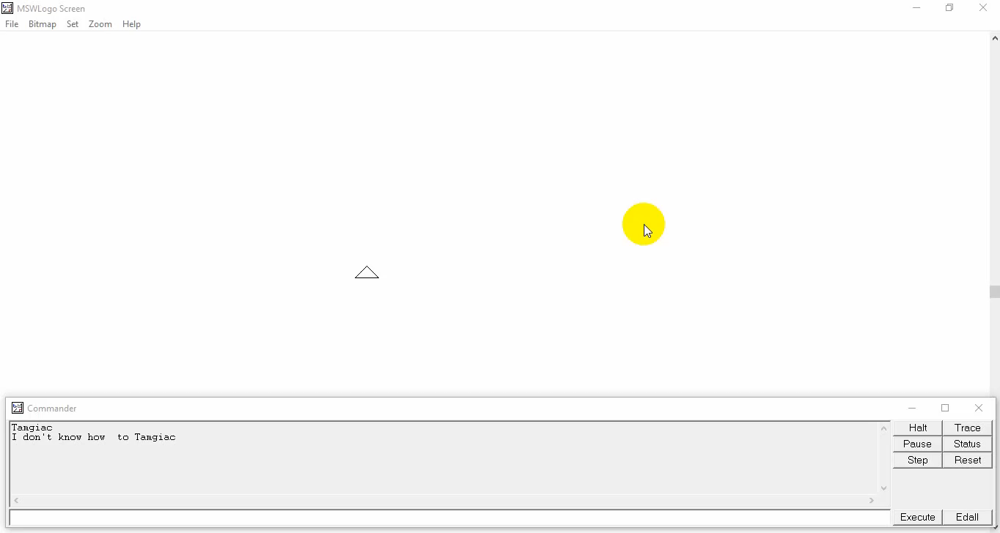 MSWLogo Screen
File Bitmap Set Zoom Help
Commander
Tamgiac
I don't know how  to Tamgiac
Halt Trace
Pause Status
Step Reset
Execute Edall